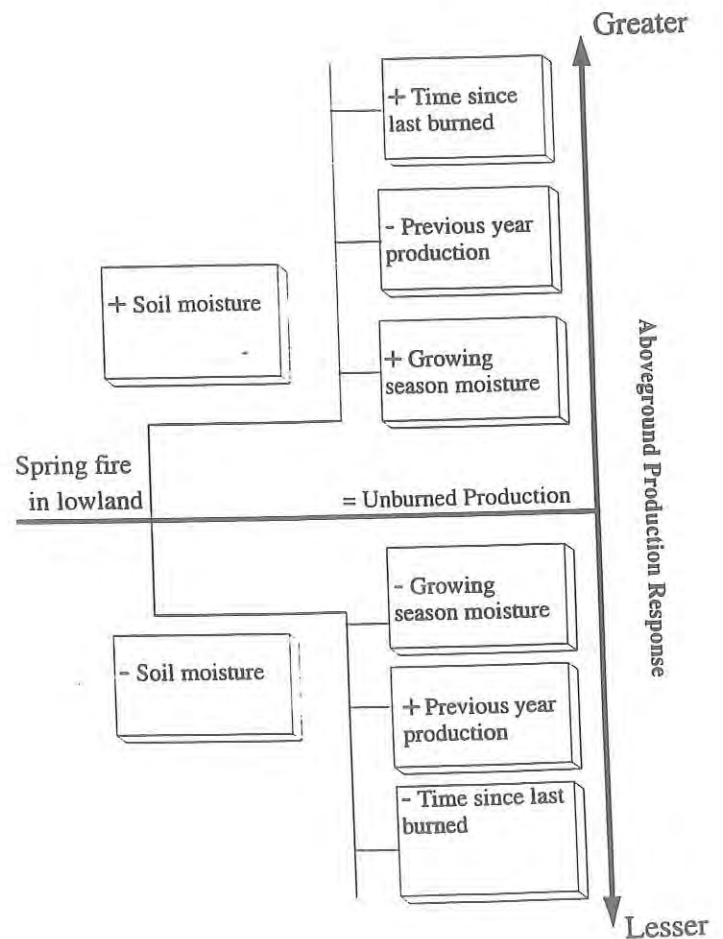 Greater
+ Time since
last burned
- Previous year
production
+ Soil moisture
+ Growing
season moisture
Aboveground Production Response
Spring fire
in lowland
= Unburned Production
- Growing
season moisture
- Soil moisture
+ Previous year
production
- Time since last
burned
Lesser